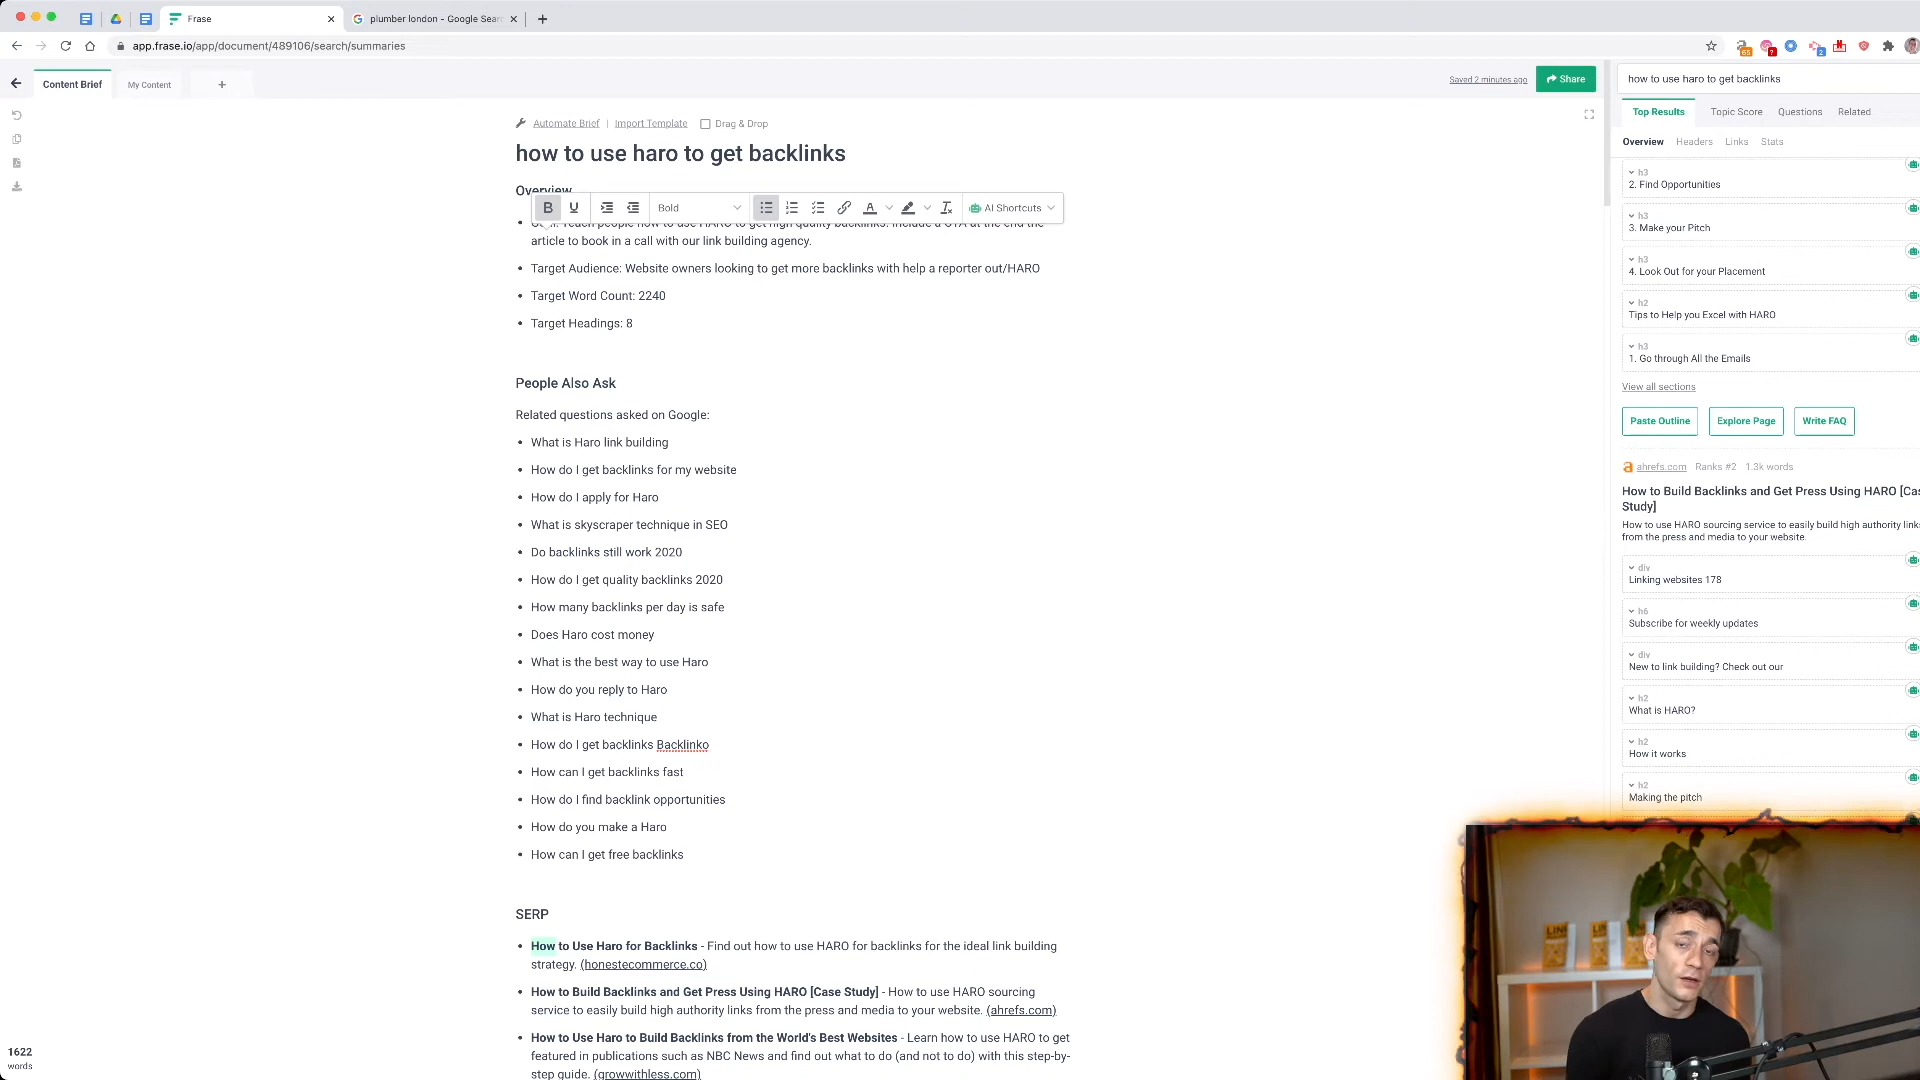 Frase
plumber london - Google Sear
app.frase.io/app/document/489106/search/summaries
Content Brief
My Content
Saved 2 minutes ago
Share
how to use haro to get backlinks
Top Results
Topic Score
Questions
Related
Overview
Headers
Links
Stats
Automate Brief | Import Template
Drag & Drop
how to use haro to get backlinks
Overview
B U Bold AI Shortcuts
Goal: Teach people how to use HARO to get high quality backlinks. Include a CTA at the end the
article to book in a call with our link building agency.
Target Audience: Website owners looking to get more backlinks with help a reporter out/HARO
Target Word Count: 2240
Target Headings: 8
People Also Ask
Related questions asked on Google:
What is Haro link building
How do I get backlinks for my website
How do I apply for Haro
What is skyscraper technique in SEO
Do backlinks still work 2020
How do I get quality backlinks 2020
How many backlinks per day is safe
Does Haro cost money
What is the best way to use Haro
How do you reply to Haro
What is Haro technique
How do I get backlinks Backlinko
How can I get backlinks fast
How do I find backlink opportunities
How do you make a Haro
How can I get free backlinks
SERP
How to Use Haro for Backlinks - Find out how to use HARO for backlinks for the ideal link building
strategy. (honestecommerce.co)
How to Build Backlinks and Get Press Using HARO [Case Study] - How to use HARO sourcing
service to easily build high authority links from the press and media to your website. (ahrefs.com)
How to Use Haro to Build Backlinks from the World's Best Websites - Learn how to use HARO to get
featured in publications such as NBC News and find out what to do (and not to do) with this step-by-
step guide. (growwithless.com)
1622
words
h3
2. Find Opportunities
h3
3. Make your Pitch
h3
4. Look Out for your Placement
h2
Tips to Help you Excel with HARO
h3
1. Go through All the Emails
View all sections
Paste Outline
Explore Page
Write FAQ
ahrefs.com Ranks #2 1.3k words
How to Build Backlinks and Get Press Using HARO [Cas
Study]
How to use HARO sourcing service to easily build high authority links
from the press and media to your website.
div
Linking websites 178
h6
Subscribe for weekly updates
div
New to link building? Check out our
h2
What is HARO?
h2
How it works
h2
Making the pitch